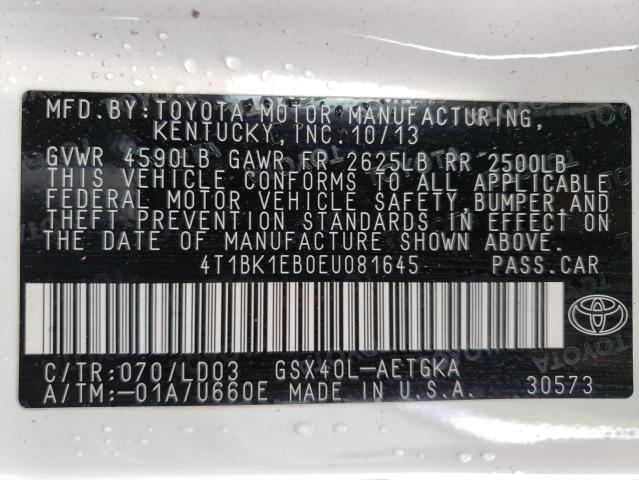 MFD. BY: TOYOTA MOTOR MANUFACTURING,
KENTUCKY, INC. 10/13
GVWR 4590LB GAWR FR 2625LB RR 2500LB
THIS VEHICLE CONFORMS TO ALL APPLICABLE
FEDERAL MOTOR VEHICLE SAFETY, BUMPER, AND
THEFT PREVENTION STANDARDS IN EFFECT ON
THE DATE OF MANUFACTURE SHOWN ABOVE.
4T1BK1EB0EU081645 PASS.CAR
C/TR:070/LD03 GSX40L-AETGKA
A/TM:-01A/U660E MADE IN U.S.A. 30573